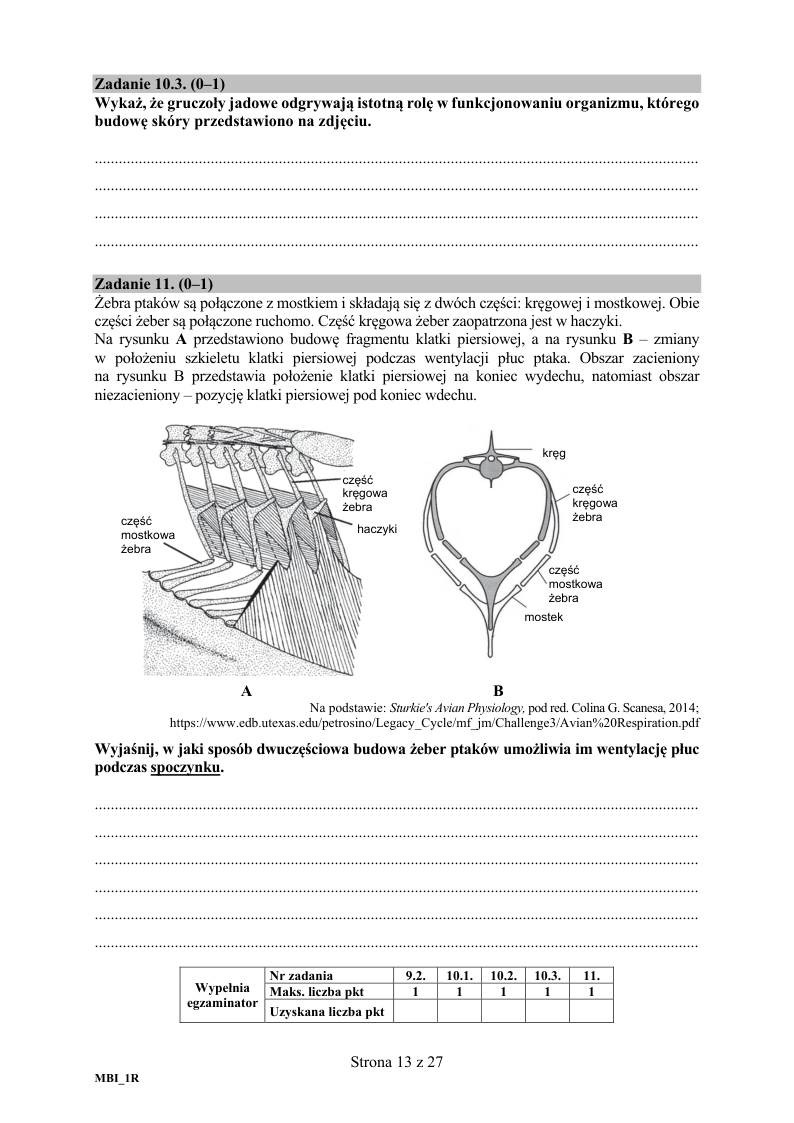 Zadanie 10.3. (0–1)
Wykaż, że gruczoły jadowe odgrywają istotną rolę w funkcjonowaniu organizmu, którego
budowę skóry przedstawiono na zdjęciu.
Zadanie 11. (0–1)
Żebra ptaków są połączone z mostkiem i składają się z dwóch części: kręgowej i mostkowej. Obie
części żeber są połączone ruchomo. Część kręgowa żeber zaopatrzona jest w haczyki.
Na rysunku A przedstawiono budowę fragmentu klatki piersiowej, a na rysunku B – zmiany
w położeniu szkieletu klatki piersiowej podczas wentylacji płuc ptaka. Obszar zacieniony
na rysunku B przedstawia położenie klatki piersiowej na koniec wydechu, natomiast obszar
niezacieniony – pozycję klatki piersiowej pod koniec wdechu.
część
kręgowa
żebra
haczyki
część
mostkowa
żebra
kręg
część
kręgowa
żebra
część
mostkowa
żebra
mostek
A
B
Na podstawie: Sturkie's Avian Physiology, pod red. Colina G. Scanesa, 2014;
https://www.edb.utexas.edu/petrosino/Legacy_Cycle/mf_jm/Challenge3/Avian%20Respiration.pdf
Wyjaśnij, w jaki sposób dwuczęściowa budowa żeber ptaków umożliwia im wentylację płuc
podczas spoczynku.
Wypełnia
egzaminator
Nr zadania 9.2. 10.1. 10.2. 10.3. 11.
Maks. liczba pkt 1 1 1 1 1
Uzyskana liczba pkt
Strona 13 z 27
MBI_1R